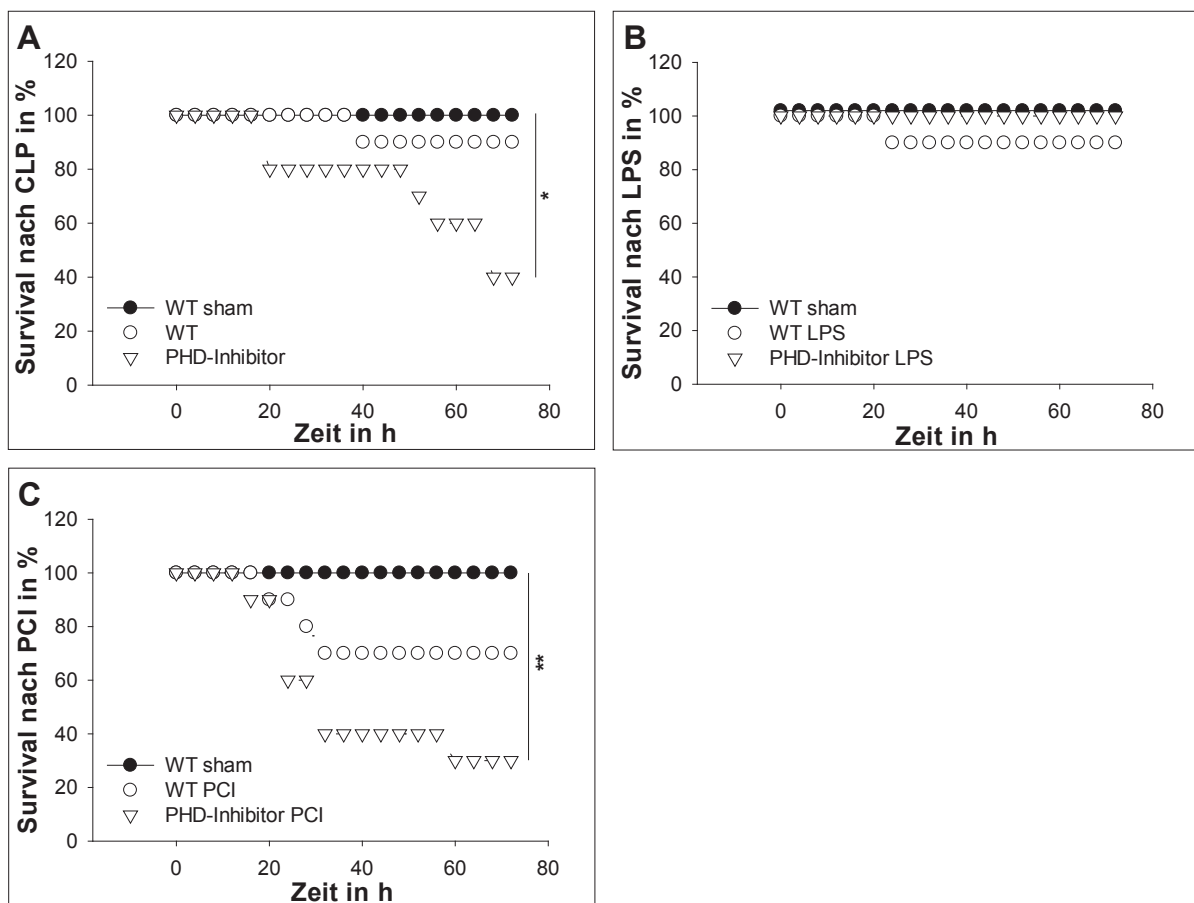 A
Survival nach CLP in %
120
100
80
60
40
20
0
*
WT sham
WT
PHD-Inhibitor
0 20 40 60 80
Zeit in h
B
Survival nach LPS in %
120
100
80
60
40
20
0
WT sham
WT LPS
PHD-Inhibitor LPS
0 20 40 60 80
Zeit in h
C
Survival nach PCI in %
120
100
80
60
40
20
0
**
WT sham
WT PCI
PHD-Inhibitor PCI
0 20 40 60 80
Zeit in h